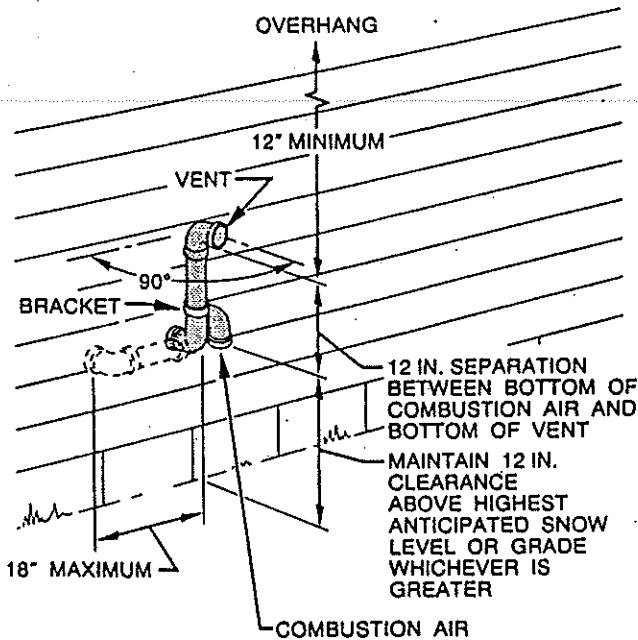 OVERHANG
12" MINIMUM
VENT
90°
BRACKET
12 IN. SEPARATION
BETWEEN BOTTOM OF
COMBUSTION AIR AND
BOTTOM OF VENT
MAINTAIN 12 IN.
CLEARANCE
ABOVE HIGHEST
ANTICIPATED SNOW
LEVEL OR GRADE
WHICHEVER IS
GREATER
18" MAXIMUM
COMBUSTION AIR